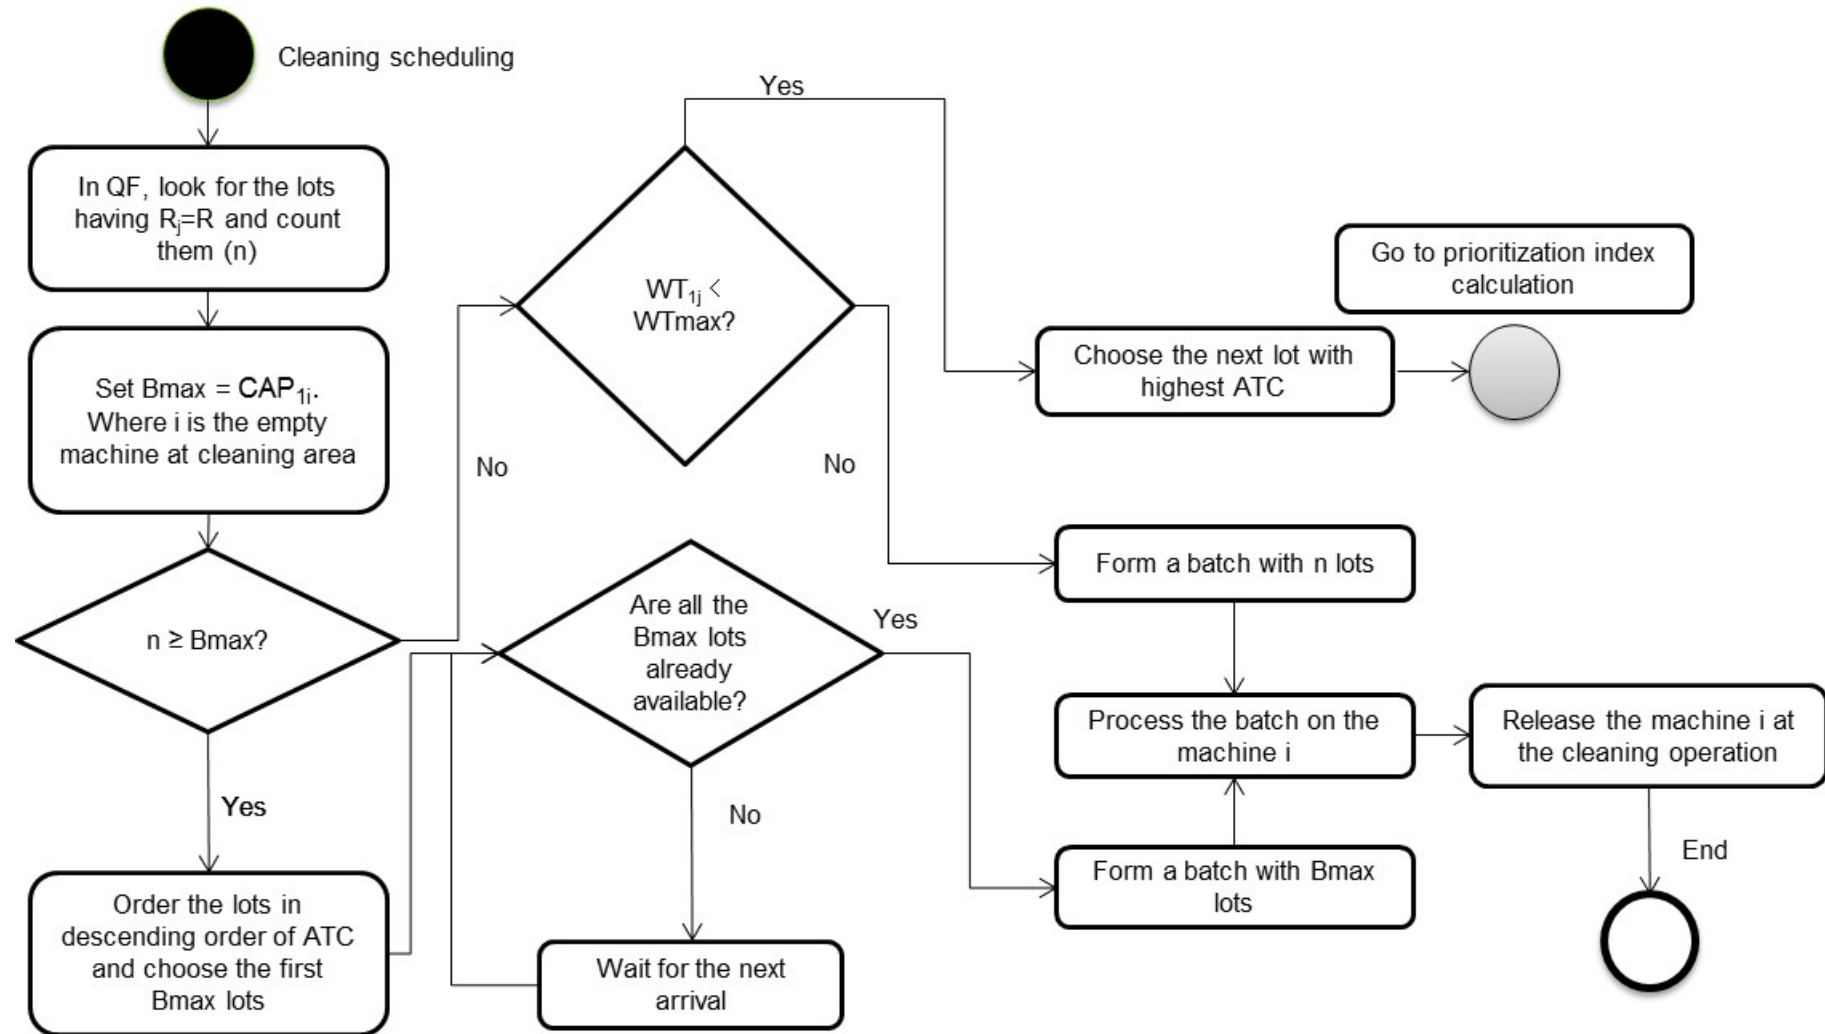 Cleaning scheduling
In QF, look for the lots
having Rj=R and count
them (n)
Set Bmax = CAP1i.
Where i is the empty
machine at cleaning area
n ≥ Bmax?
Yes
No
Order the lots in
descending order of ATC
and choose the first
Bmax lots
WT1j <
WTmax?
Yes
No
Are all the
Bmax lots
already
available?
Yes
No
Wait for the next
arrival
Choose the next lot with
highest ATC
Go to prioritization index
calculation
Form a batch with n lots
Process the batch on the
machine i
Form a batch with Bmax
lots
Release the machine i at
the cleaning operation
End